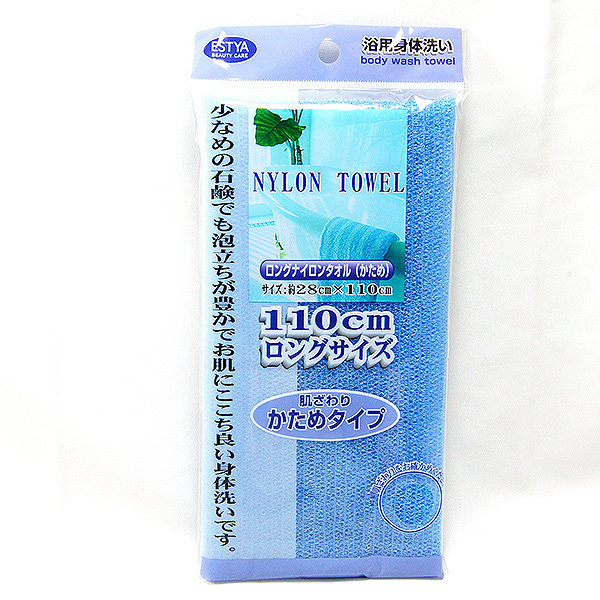 ESTYA
BEAUTY CARE
浴用身体洗い
body wash towel
少なめの石鹸でも泡立ちが豊かでお肌にここち良い身体洗いです。
NYLON TOWEL
ロングナイロンタオル(かため)
サイズ:約28cm×110cm
110cm
ロングサイズ
肌ざわり
かためタイプ